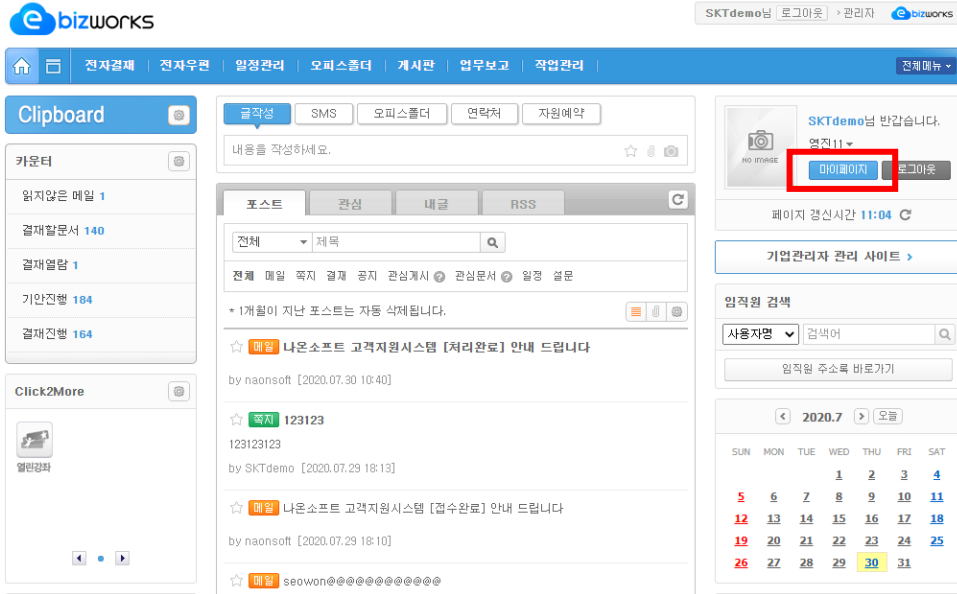 bizworks
SKTdemo님 로그아웃 관리자 bizworks
전자결재 전자우편 일정관리 오피스폴더 게시판 업무보고 작업관리 전체메뉴
Clipboard
카운터
읽지않은 메일 1
결재할문서 140
결재열람 1
기안진행 184
결재진행 164
Click2More
열린강좌
글작성 SMS 오피스폴더 연락처 자원예약
내용을 작성하세요.
포스트 관심 내글 RSS
전체 제목
전체 메일 쪽지 결재 공지 관심게시 관심문서 일정 설문
* 1개월이 지난 포스트는 자동 삭제됩니다.
메일 나온소프트 고객지원시스템 [처리완료] 안내 드립니다
by naonsoft [2020.07.30 10:40]
쪽지 123123
123123123
by SKTdemo [2020.07.29 18:13]
메일 나온소프트 고객지원시스템 [접수완료] 안내 드립니다
by naonsoft [2020.07.29 18:10]
메일 seowon@@@@@@@@@@@@
NO IMAGE
SKTdemo님 반갑습니다.
영진11
마이페이지 로그아웃
페이지 갱신시간 11:04
기업관리자 관리 사이트
임직원 검색
사용자명 검색어
임직원 주소록 바로가기
2020.7 오늘
SUN MON TUE WED THU FRI SAT
1 2 3 4
5 6 7 8 9 10 11
12 13 14 15 16 17 18
19 20 21 22 23 24 25
26 27 28 29 30 31